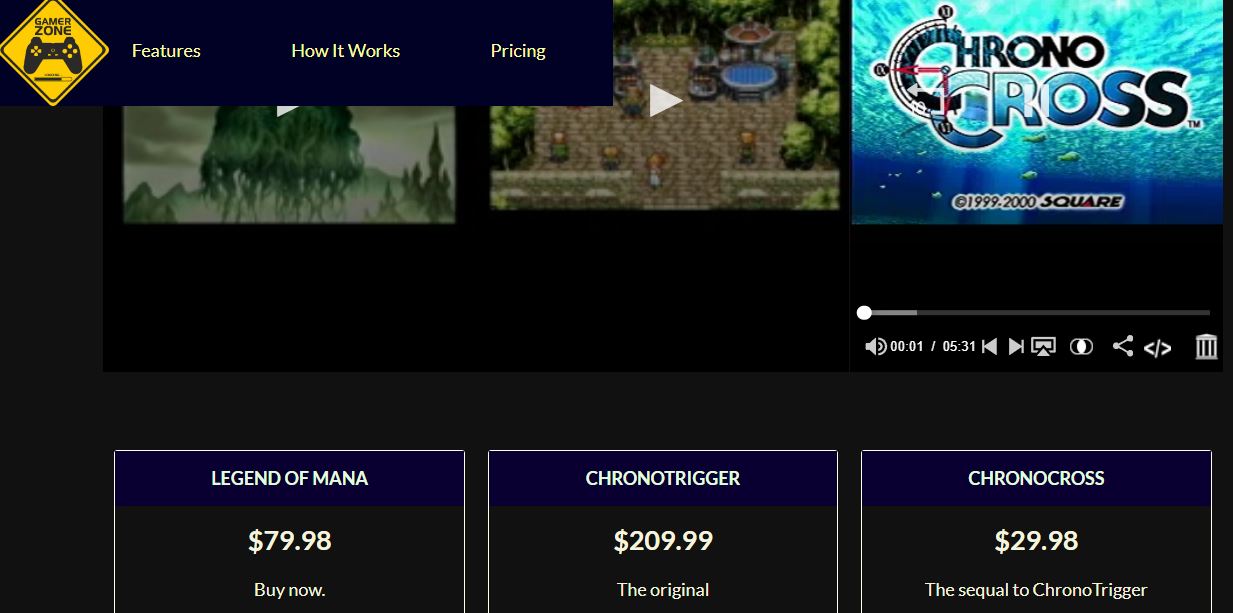 GAMER
ZONE
Features
How It Works
Pricing
CHRONO
CROSS
TM
©1999-2000 SQUARE
00:01 / 05:31
</>
LEGEND OF MANA
CHRONOTRIGGER
CHRONOCROSS
$79.98
$209.99
$29.98
Buy now.
The original
The sequal to ChronoTrigger